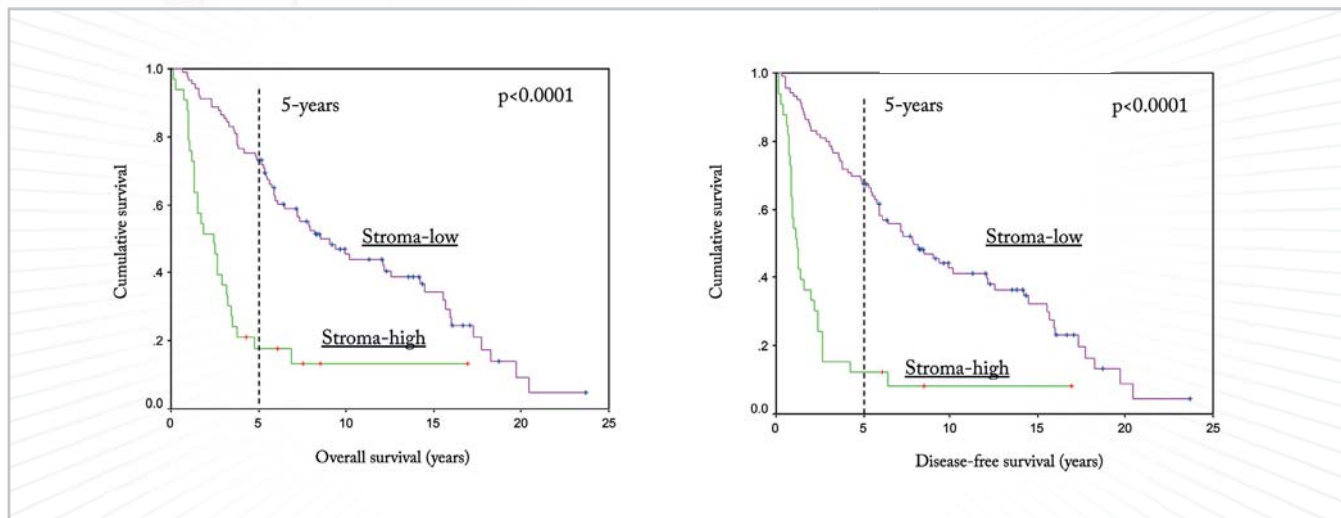 1.0
.8
.6
.4
.2
0.0
Cumulative survival
5-years
p<0.0001
Stroma-low
Stroma-high
0 5 10 15 20 25
Overall survival (years)
1.0
.8
.6
.4
.2
0.0
Cumulative survival
5-years
p<0.0001
Stroma-low
Stroma-high
0 5 10 15 20 25
Disease-free survival (years)